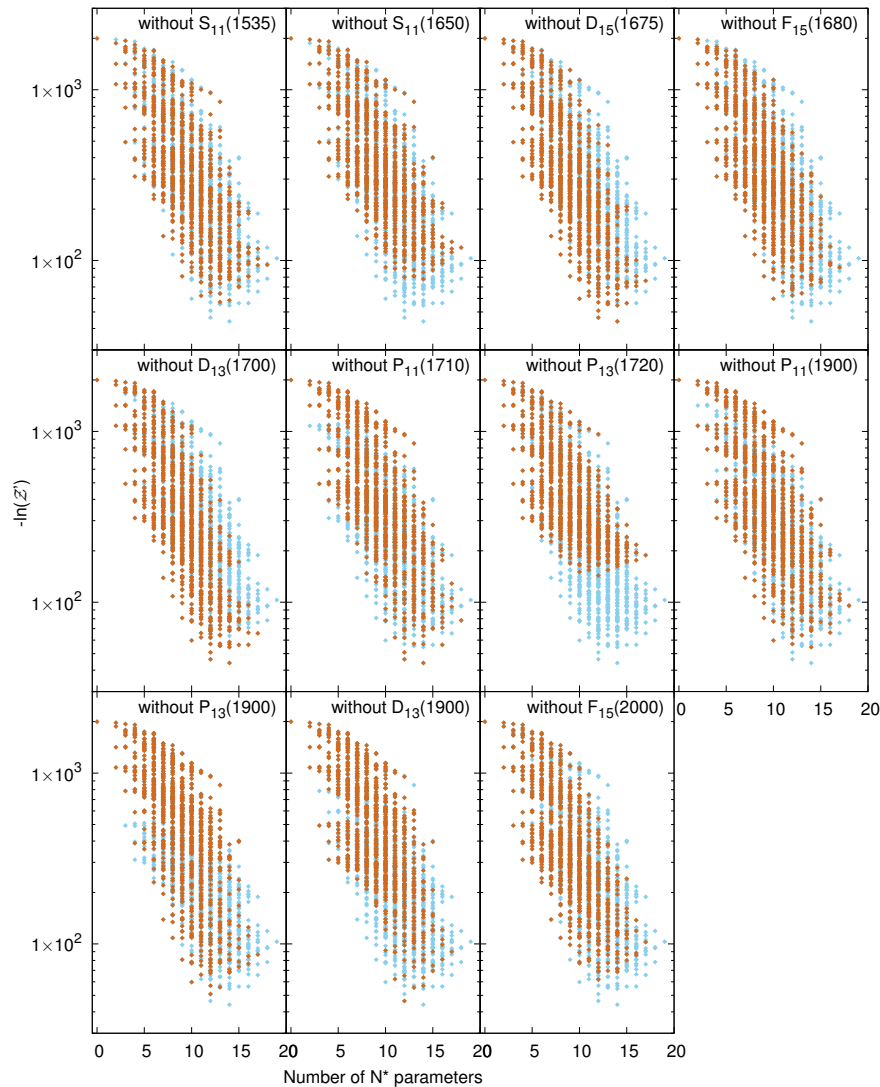 without S₁₁(1535) without S₁₁(1650) without D₁₅(1675) without F₁₅(1680)
1×10³
1×10²
without D₁₃(1700) without P₁₁(1710) without P₁₃(1720) without P₁₁(1900)
1×10³
-ln(𝒵')
1×10²
0 5 10 15 20
without P₁₃(1900) without D₁₃(1900) without F₁₅(2000)
1×10³
1×10²
0 5 10 15 20 0 5 10 15 20 0 5 10 15 20
Number of N* parameters